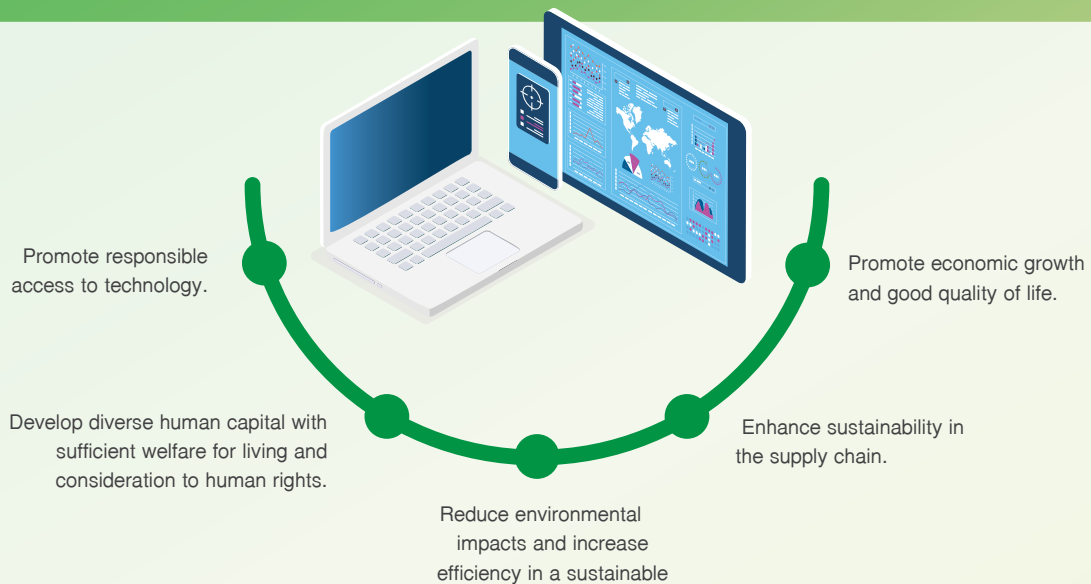 Promote responsible
access to technology.
Develop diverse human capital with
sufficient welfare for living and
consideration to human rights.
Reduce environmental
impacts and increase
efficiency in a sustainable
Enhance sustainability in
the supply chain.
Promote economic growth
and good quality of life.